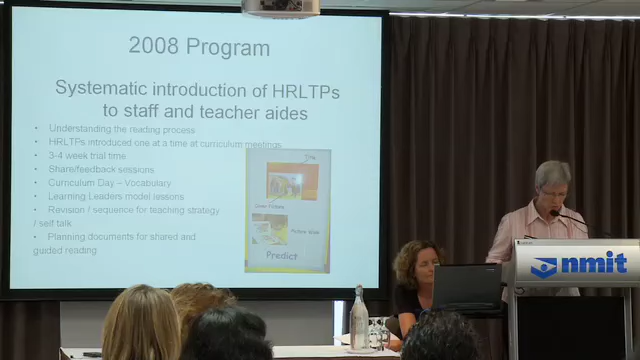 2008 Program
Systematic introduction of HRLTPs
to staff and teacher aides
• Understanding the reading process
• HRLTPs introduced one at a time at curriculum meetings
• 3-4 week trial time
• Share/feedback sessions
• Curriculum Day – Vocabulary
• Learning Leaders model lessons
• Revision / sequence for teaching strategy
/ self talk
• Planning documents for shared and
guided reading
Predict
nmit